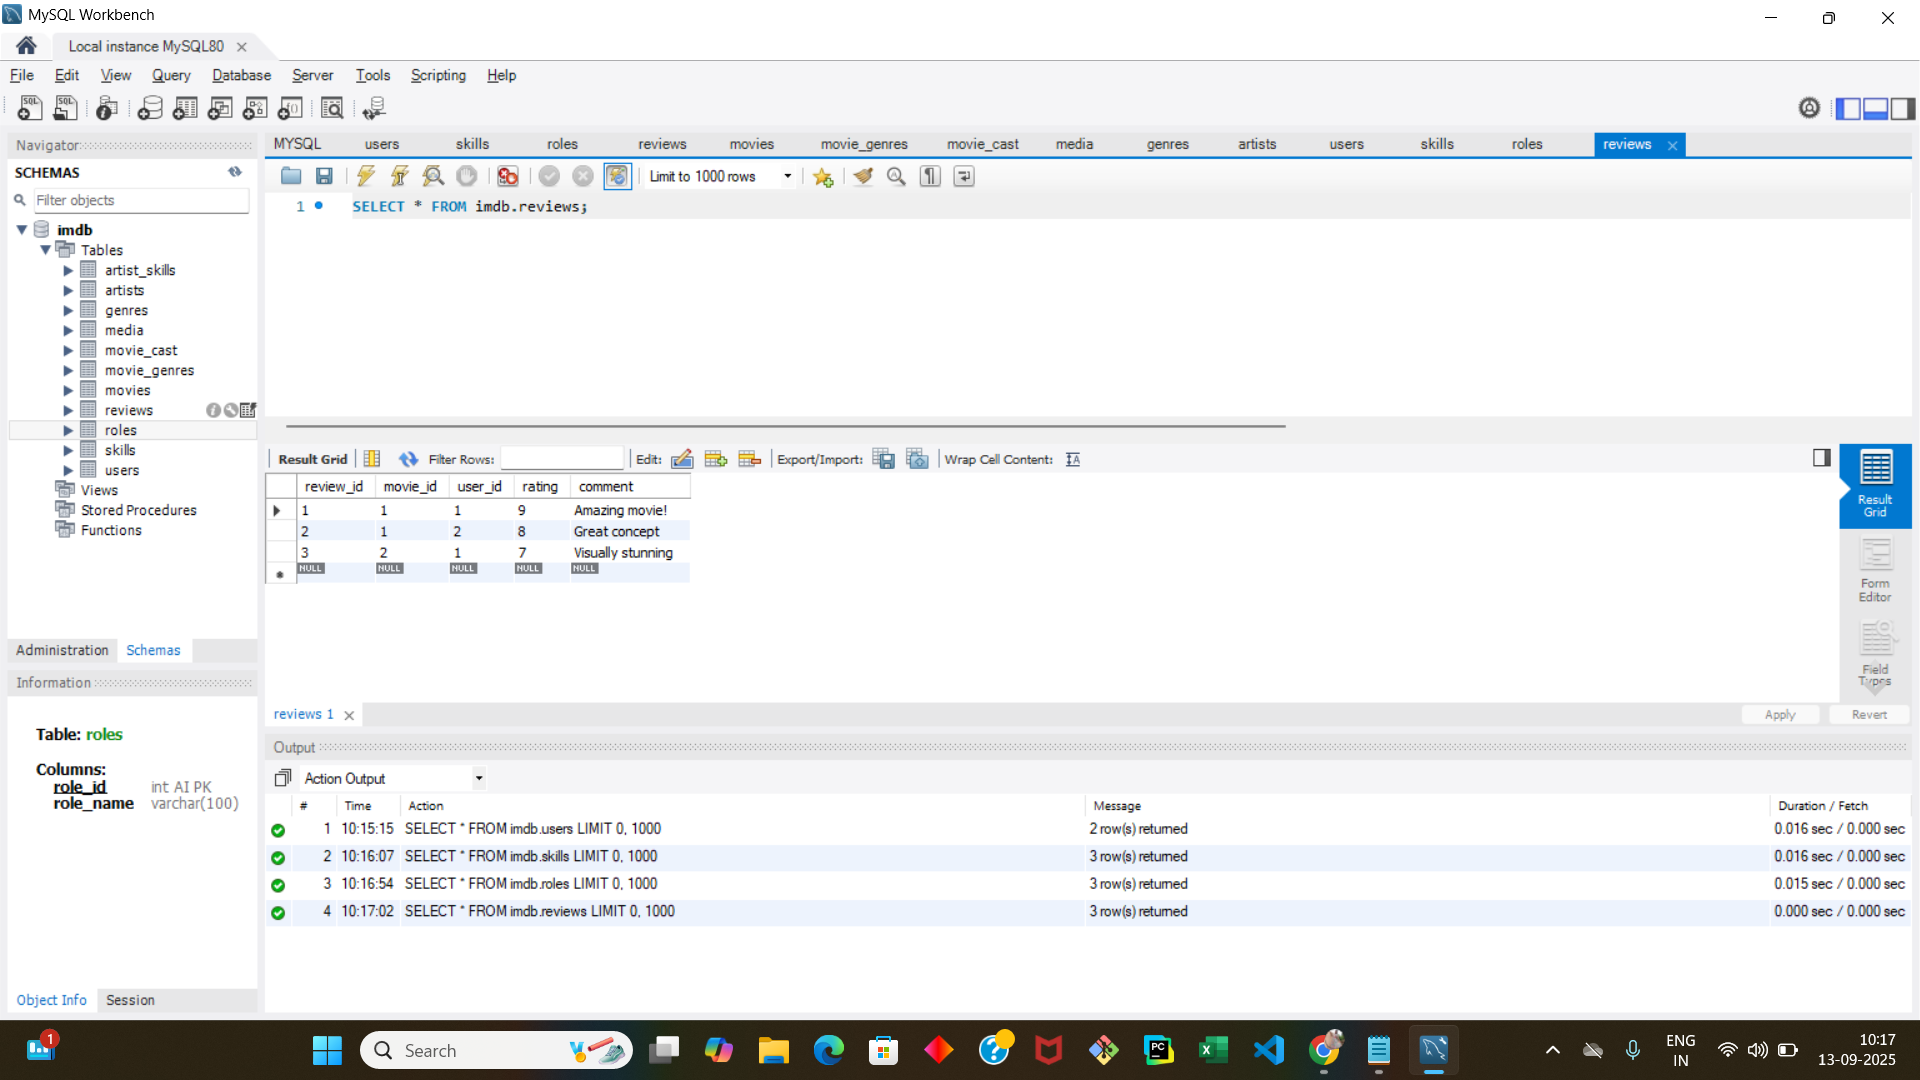 MySQL Workbench
Local instance MySQL80
File Edit View Query Database Server Tools Scripting Help
Navigator
SCHEMAS
Filter objects
imdb
Tables
artist_skills
artists
genres
media
movie_cast
movie_genres
movies
reviews
roles
skills
users
Views
Stored Procedures
Functions
Administration Schemas
Information
Table: roles
Columns:
role_id int AI PK
role_name varchar(100)
Object Info Session
MYSQL users skills roles reviews movies movie_genres movie_cast media genres artists users skills roles reviews
Limit to 1000 rows
1 SELECT * FROM imdb.reviews;
Result Grid Filter Rows: Edit: Export/Import: Wrap Cell Content:
review_id movie_id user_id rating comment
1 1 1 9 Amazing movie!
2 1 2 8 Great concept
3 2 1 7 Visually stunning
NULL NULL NULL NULL NULL
Result
Grid
Form
Editor
Field
Types
reviews 1
Apply Revert
Output
Action Output
# Time Action Message Duration / Fetch
1 10:15:15 SELECT * FROM imdb.users LIMIT 0, 1000 2 row(s) returned 0.016 sec / 0.000 sec
2 10:16:07 SELECT * FROM imdb.skills LIMIT 0, 1000 3 row(s) returned 0.016 sec / 0.000 sec
3 10:16:54 SELECT * FROM imdb.roles LIMIT 0, 1000 3 row(s) returned 0.015 sec / 0.000 sec
4 10:17:02 SELECT * FROM imdb.reviews LIMIT 0, 1000 3 row(s) returned 0.000 sec / 0.000 sec
1
Search
ENG
IN
10:17
13-09-2025